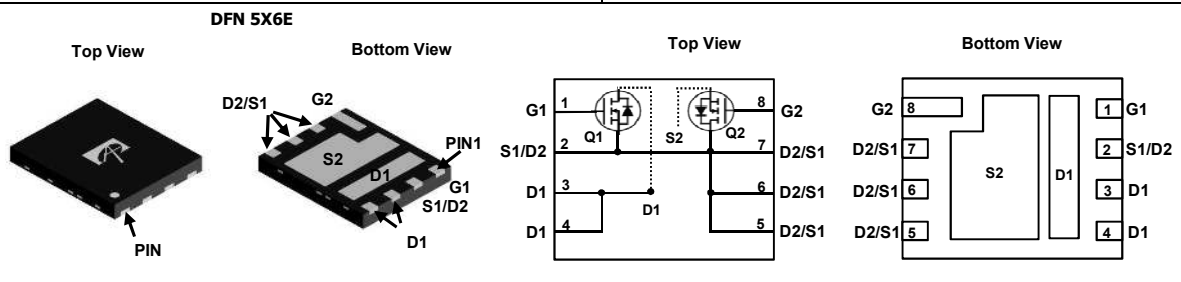 DFN 5X6E
Top View
Bottom View
Top View
Bottom View
PIN
D2/S1
G2
S2
D1
PIN1
G1
S1/D2
D1
G1 1 8 G2
Q1 S2 Q2
S1/D2 2 7 D2/S1
D1 3 6 D2/S1
D1
D1 4 5 D2/S1
G2 8 1 G1
D2/S1 7 2 S1/D2
S2 D1
D2/S1 6 3 D1
D2/S1 5 4 D1